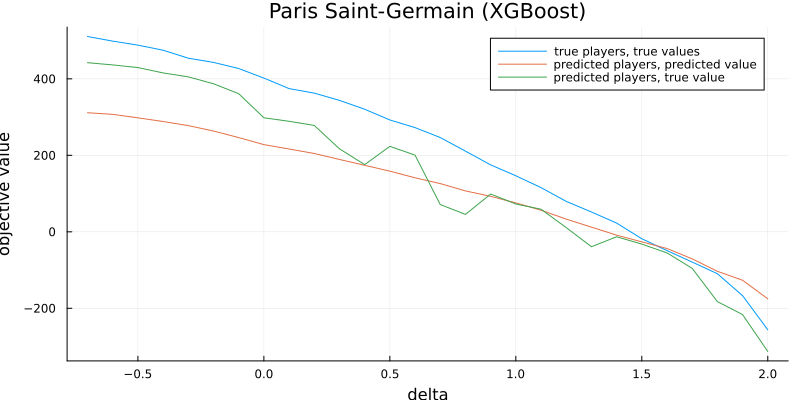 Paris Saint-Germain (XGBoost)
true players, true values
predicted players, predicted value
predicted players, true value
objective value
400
200
0
−200
−0.5
0.0
0.5
1.0
1.5
2.0
delta